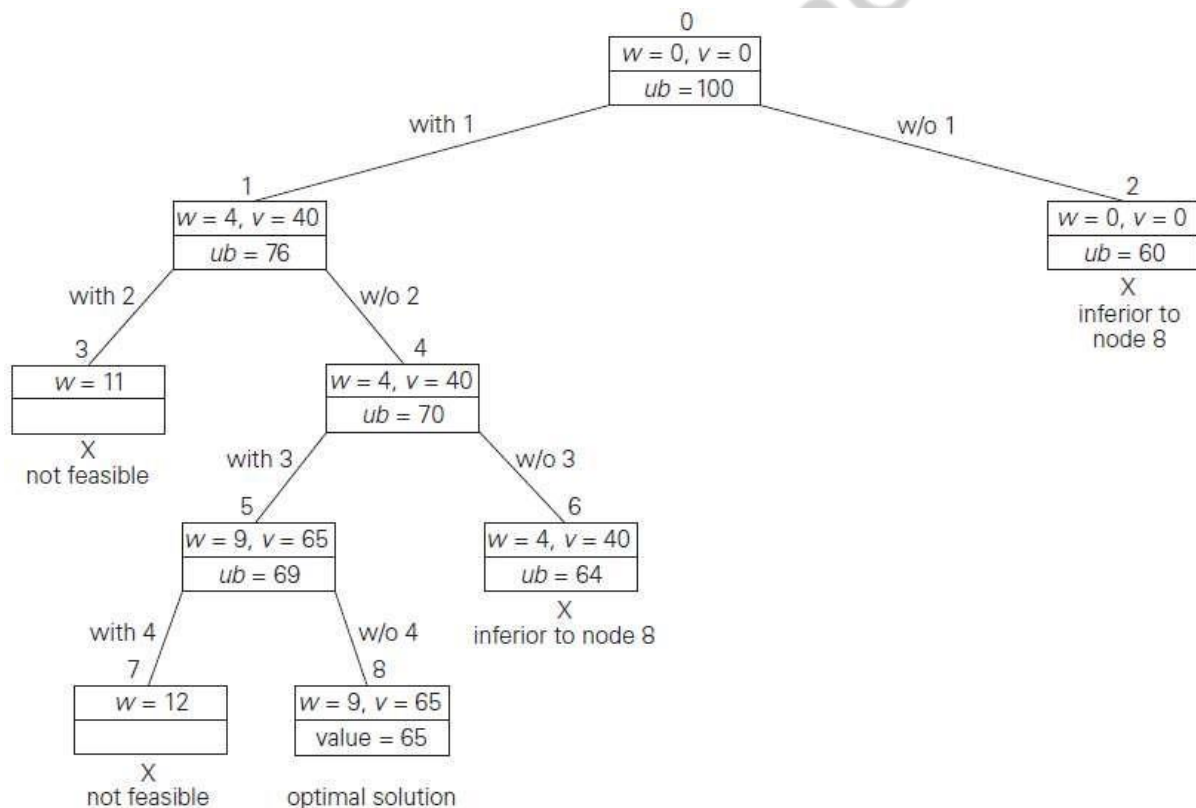 0
w = 0, v = 0
ub = 100
with 1
w/o 1
1
w = 4, v = 40
ub = 76
2
w = 0, v = 0
ub = 60
X
inferior to
node 8
with 2
w/o 2
3
w = 11
X
not feasible
4
w = 4, v = 40
ub = 70
with 3
w/o 3
5
w = 9, v = 65
ub = 69
6
w = 4, v = 40
ub = 64
X
inferior to node 8
with 4
w/o 4
7
w = 12
X
not feasible
8
w = 9, v = 65
value = 65
optimal solution